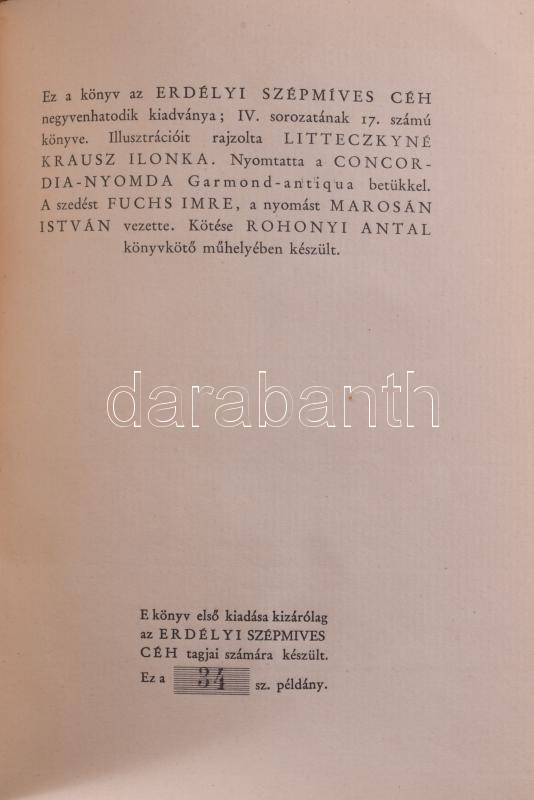 Ez a könyv az ERDÉLYI SZÉPMÍVES CÉH
negyvenhatodik kiadványa; IV. sorozatának 17. számú
könyve. Illusztrációit rajzolta LITTECZKYNÉ
KRAUSZ ILONKA. Nyomtatta a CONCOR-
DIA-NYOMDA Garmond-antiqua betükkel.
A szedést FUCHS IMRE, a nyomást MAROSÁN
ISTVÁN vezette. Kötése ROHONYI ANTAL
könyvkötő műhelyében készült.
darabanth
E könyv első kiadása kizárólag
az ERDÉLYI SZÉPMIVES
CÉH tagjai számára készült.
Ez a 34 sz. példány.